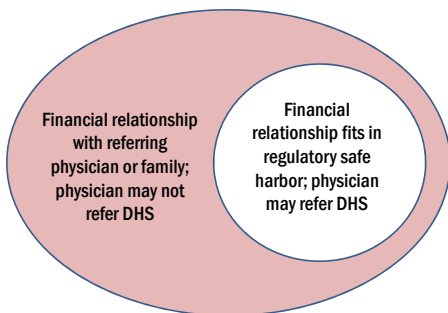 Financial relationship
with referring
physician or family;
physician may not
refer DHS
Financial
relationship fits in
regulatory safe
harbor; physician
may refer DHS